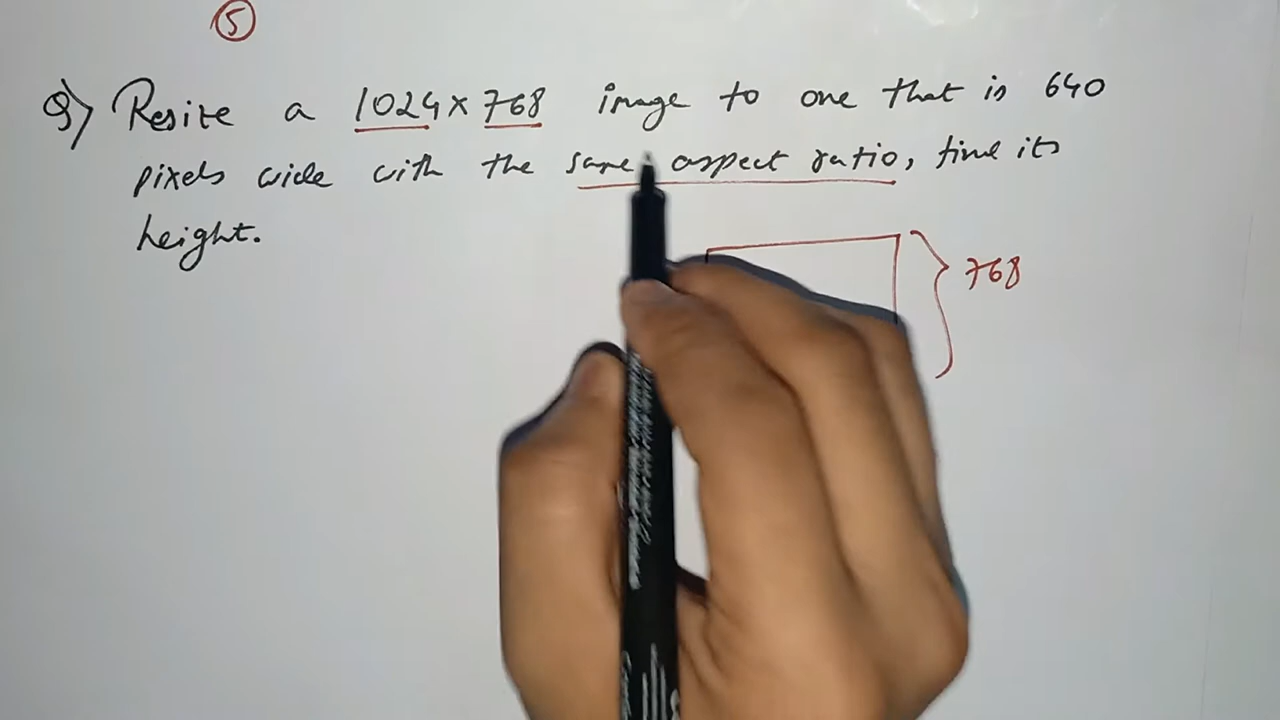 5
Q) Resize a 1024 x 768 image to one that is 640
pixels wide with the same aspect ratio, find its
height.
768